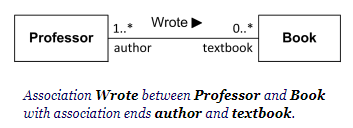 Professor 1..* Wrote ▶ 0..* Book
author textbook
Association Wrote between Professor and Book
with association ends author and textbook.